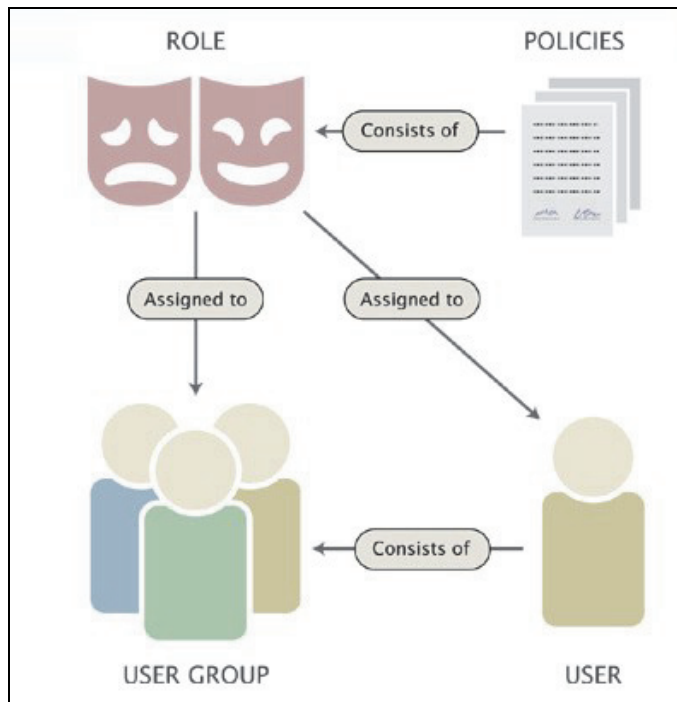 ROLE
POLICIES
Consists of
Assigned to
Assigned to
Consists of
USER GROUP
USER